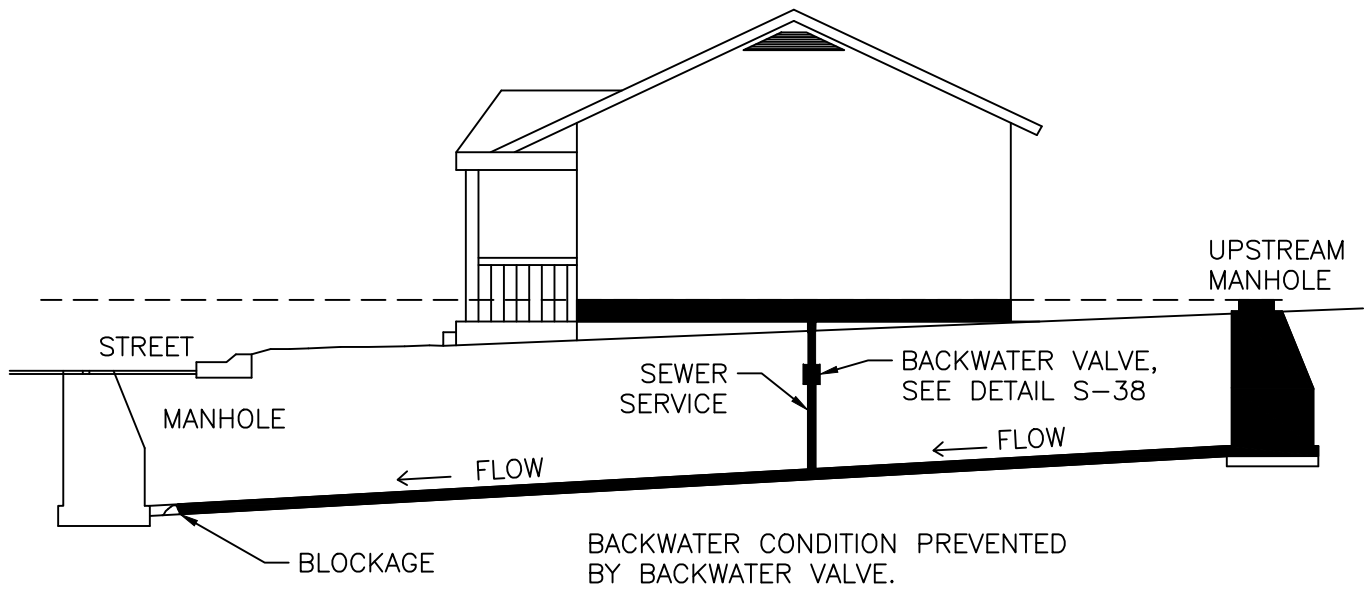 UPSTREAM
MANHOLE
STREET
MANHOLE
SEWER
SERVICE
BACKWATER VALVE,
SEE DETAIL S-38
FLOW
FLOW
BLOCKAGE
BACKWATER CONDITION PREVENTED
BY BACKWATER VALVE.